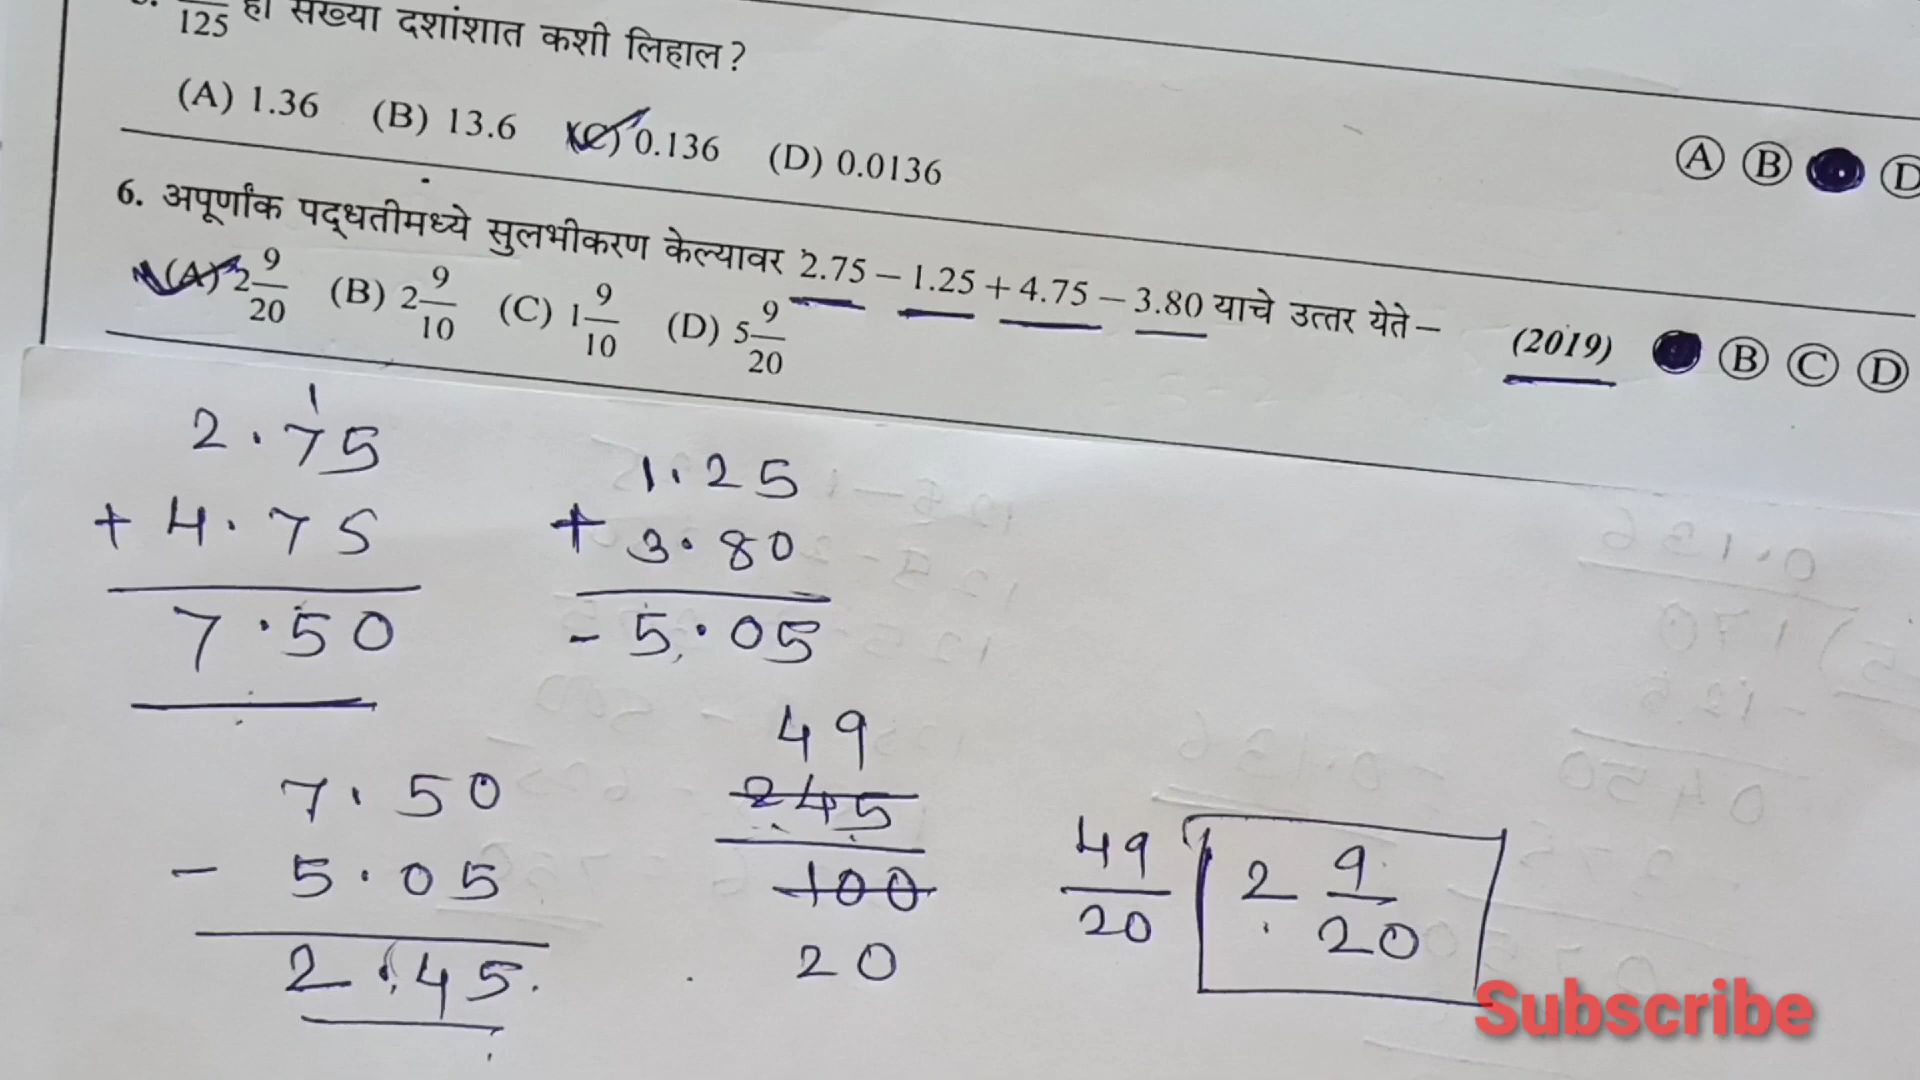 125 ही संख्या दशांशात कशी लिहाल ?
(A) 1.36 (B) 13.6 (C) 0.136 (D) 0.0136
A B D
6. अपूर्णांक पद्धतीमध्ये सुलभीकरण केल्यावर 2.75 – 1.25 + 4.75 – 3.80 याचे उत्तर येते –
(A) 2 9/20 (B) 2 9/10 (C) 1 9/10 (D) 5 9/20
(2019) B C D
1
2.75
+ 4.75
7.50
1.25
+ 3.80
- 5.05
7.50
- 5.05
2.45
49
245
100
20
49/20
2 9/20
Subscribe